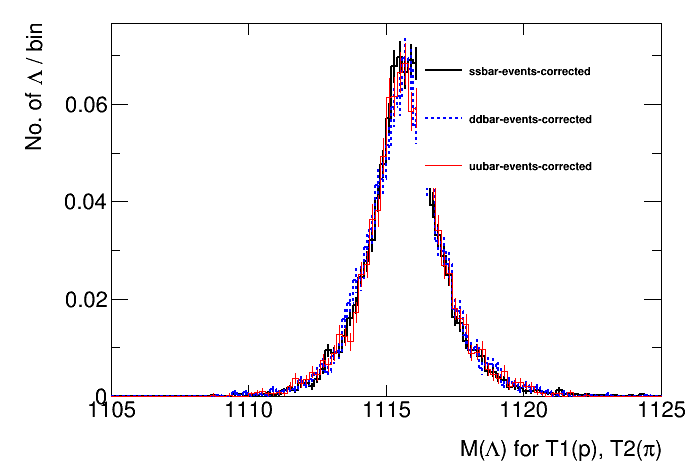 No. of Λ / bin
0.06
0.04
0.02
0
ssbar-events-corrected
ddbar-events-corrected
uubar-events-corrected
1105 1110 1115 1120 1125
M(Λ) for T1(p), T2(π)